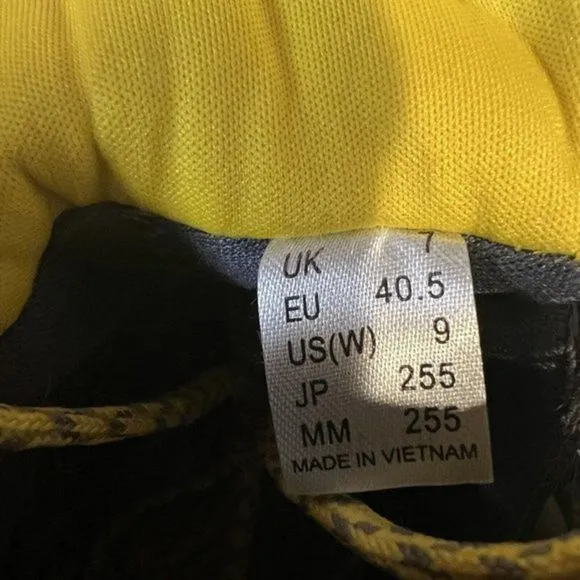 UK 7
EU 40.5
US(W) 9
JP 255
MM 255
MADE IN VIETNAM